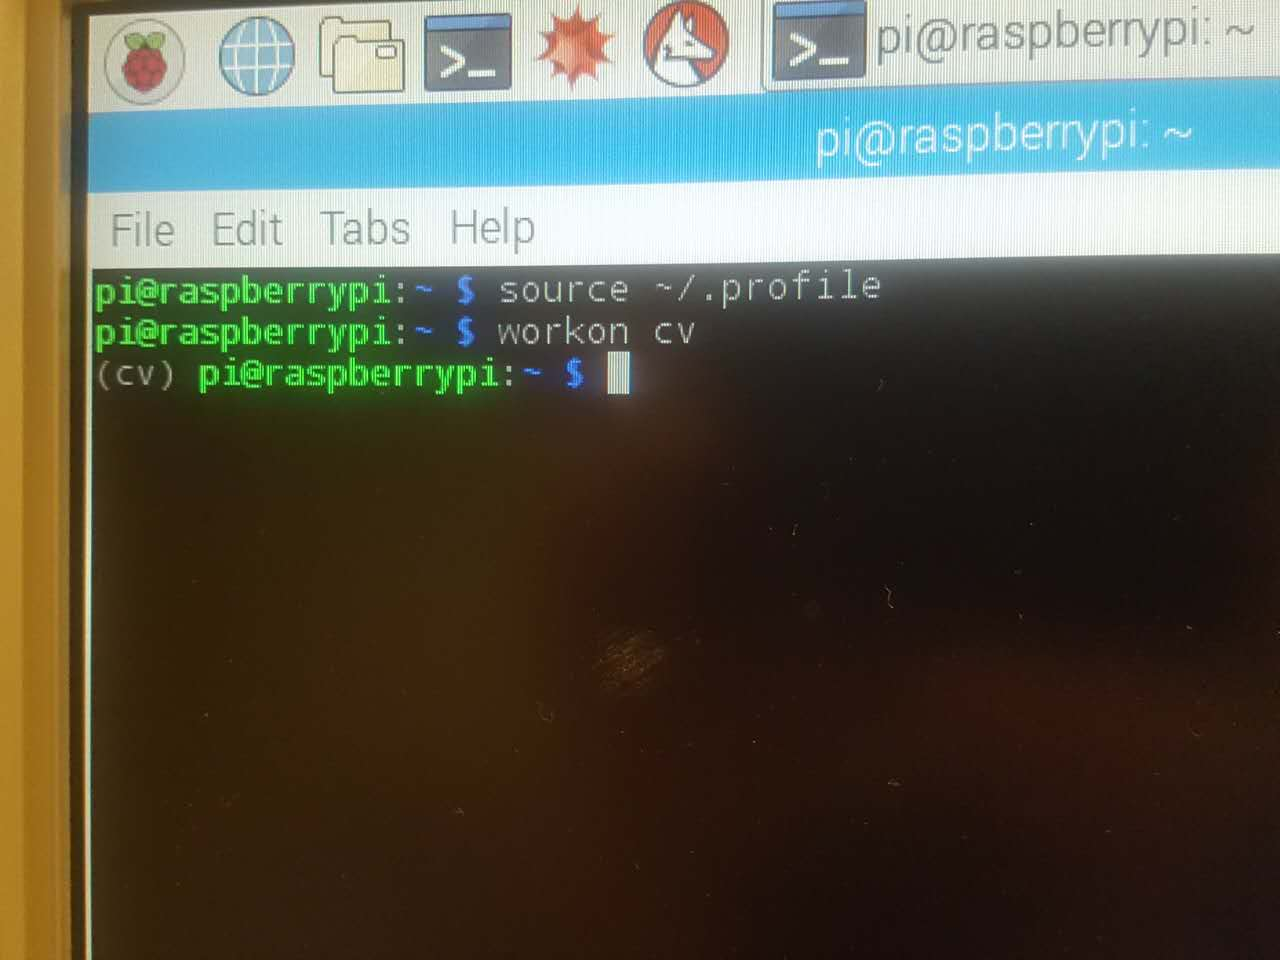 >_
>_ pi@raspberrypi: ~
pi@raspberrypi: ~
File Edit Tabs Help
pi@raspberrypi:~ $ source ~/.profile
pi@raspberrypi:~ $ workon cv
(cv) pi@raspberrypi:~ $